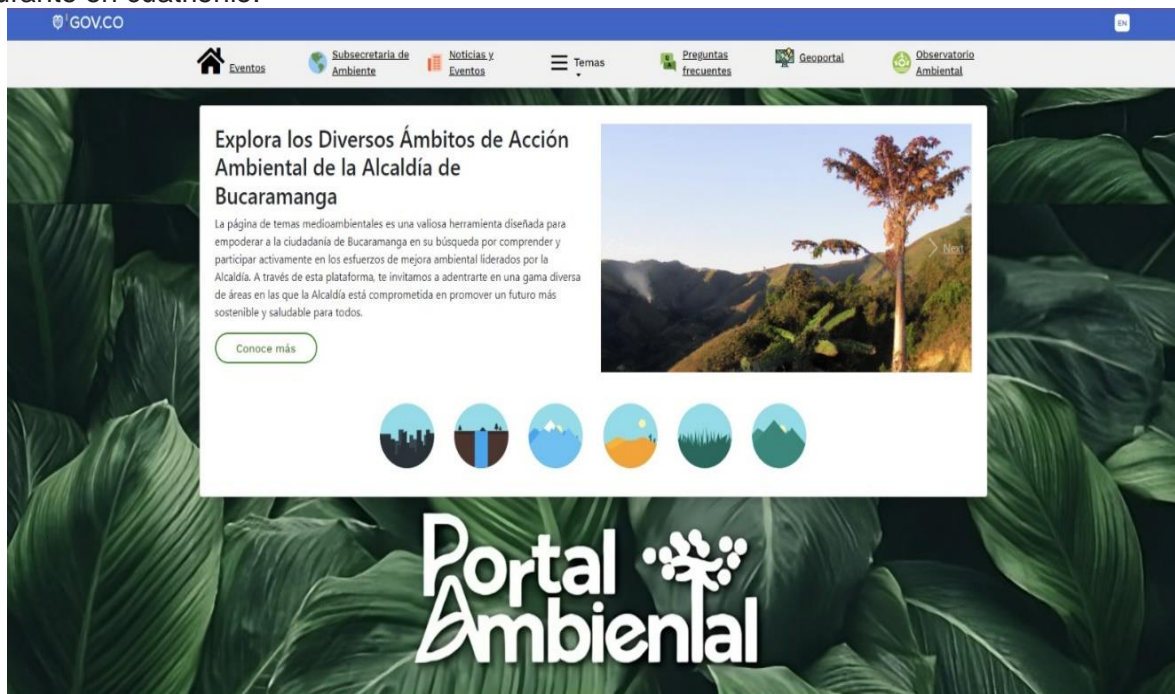 durante en cuatrienio.
GOV.CO
EN
Eventos
Subsecretaria de
Ambiente
Noticias y
Eventos
Temas
Preguntas
frecuentes
Geoportal
Observatorio
Ambiental
Explora los Diversos Ámbitos de Acción
Ambiental de la Alcaldía de
Bucaramanga
La página de temas medioambientales es una valiosa herramienta diseñada para
empoderar a la ciudadanía de Bucaramanga en su búsqueda por comprender y
participar activamente en los esfuerzos de mejora ambiental liderados por la
Alcaldía. A través de esta plataforma, te invitamos a adentrarte en una gama diversa
de áreas en las que la Alcaldía está comprometida en promover un futuro más
sostenible y saludable para todos.
Next
Conoce más
Portal
Ambiental